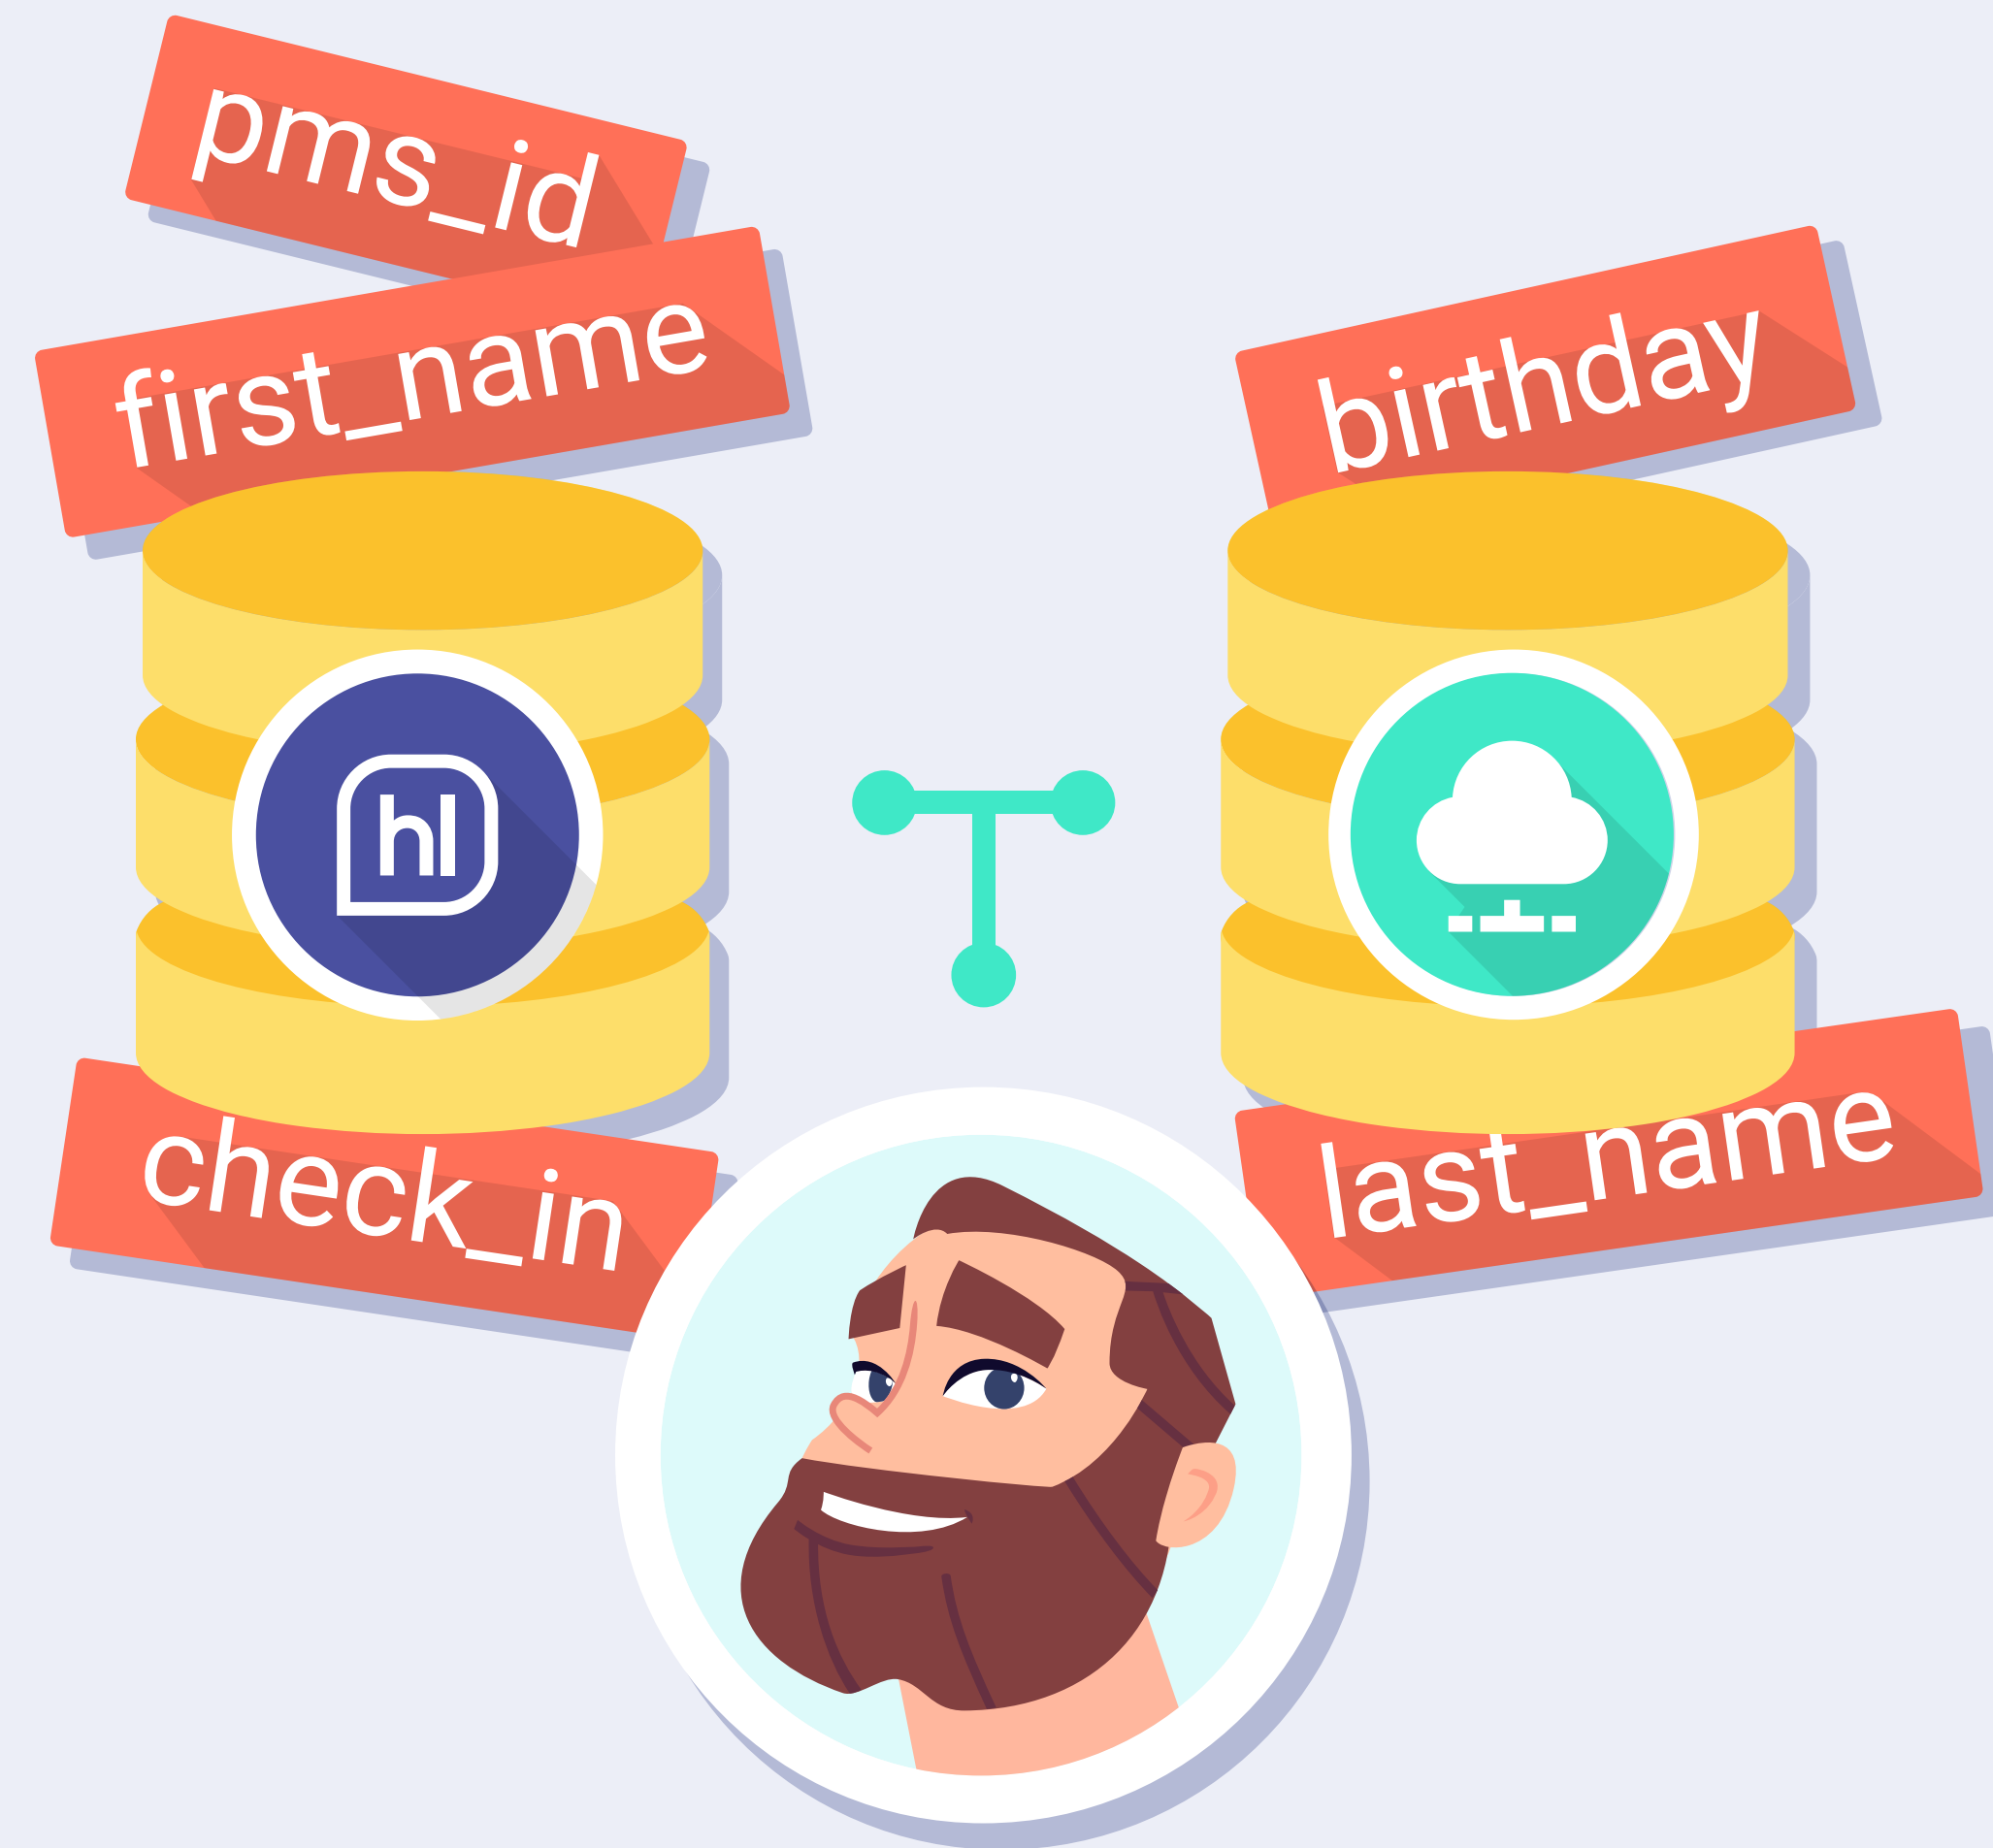 pms_id
first_name
birthday
hl
check_in
last_name